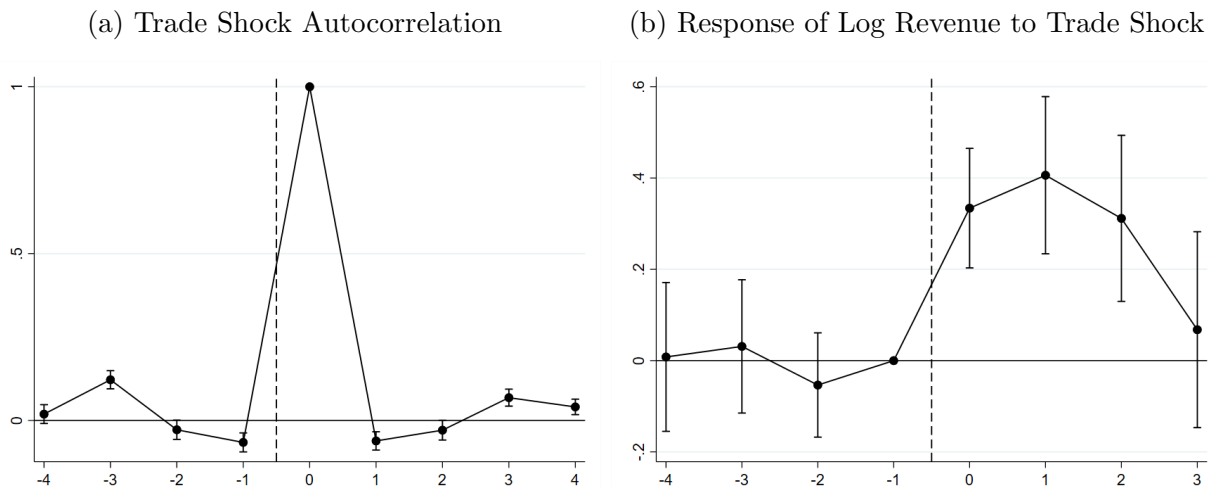 (a) Trade Shock Autocorrelation
1
.5
0
-4 -3 -2 -1 0 1 2 3 4
(b) Response of Log Revenue to Trade Shock
.6
.4
.2
0
-.2
-4 -3 -2 -1 0 1 2 3